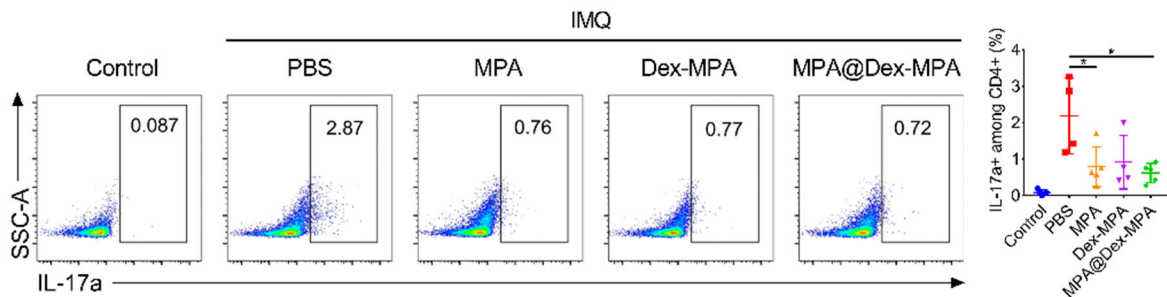 IMQ
Control PBS MPA Dex-MPA MPA@Dex-MPA
0.087 2.87 0.76 0.77 0.72
SSC-A
IL-17a
IL-17a+ among CD4+ (%)
4
3
2
1
0
* *
Control
PBS
MPA
Dex-MPA
MPA@Dex-MPA